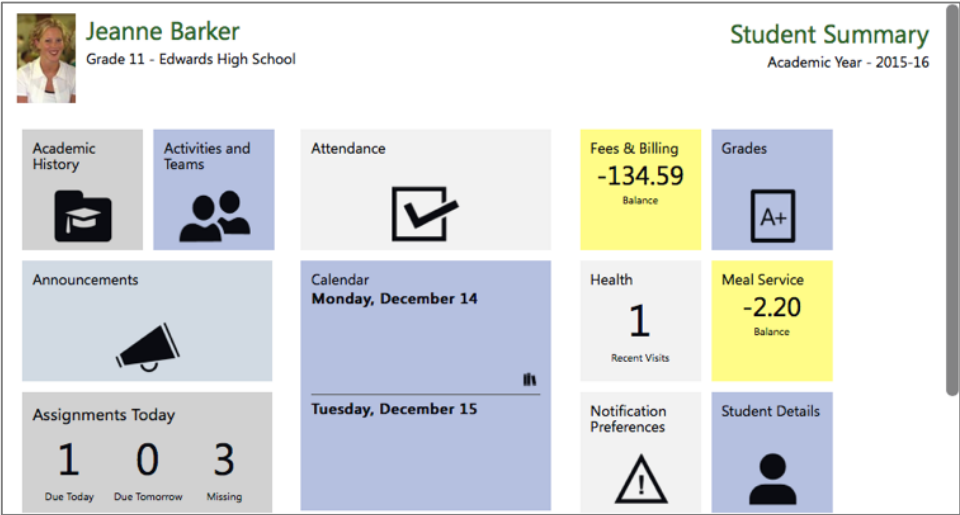 Jeanne Barker
Grade 11 - Edwards High School
Student Summary
Academic Year - 2015-16
Academic
History
Activities and
Teams
Attendance
Fees & Billing
-134.59
Balance
Grades
A+
Announcements
Calendar
Monday, December 14
Tuesday, December 15
Health
1
Recent Visits
Meal Service
-2.20
Balance
Assignments Today
1
0
3
Due Today
Due Tomorrow
Missing
Notification
Preferences
!
Student Details